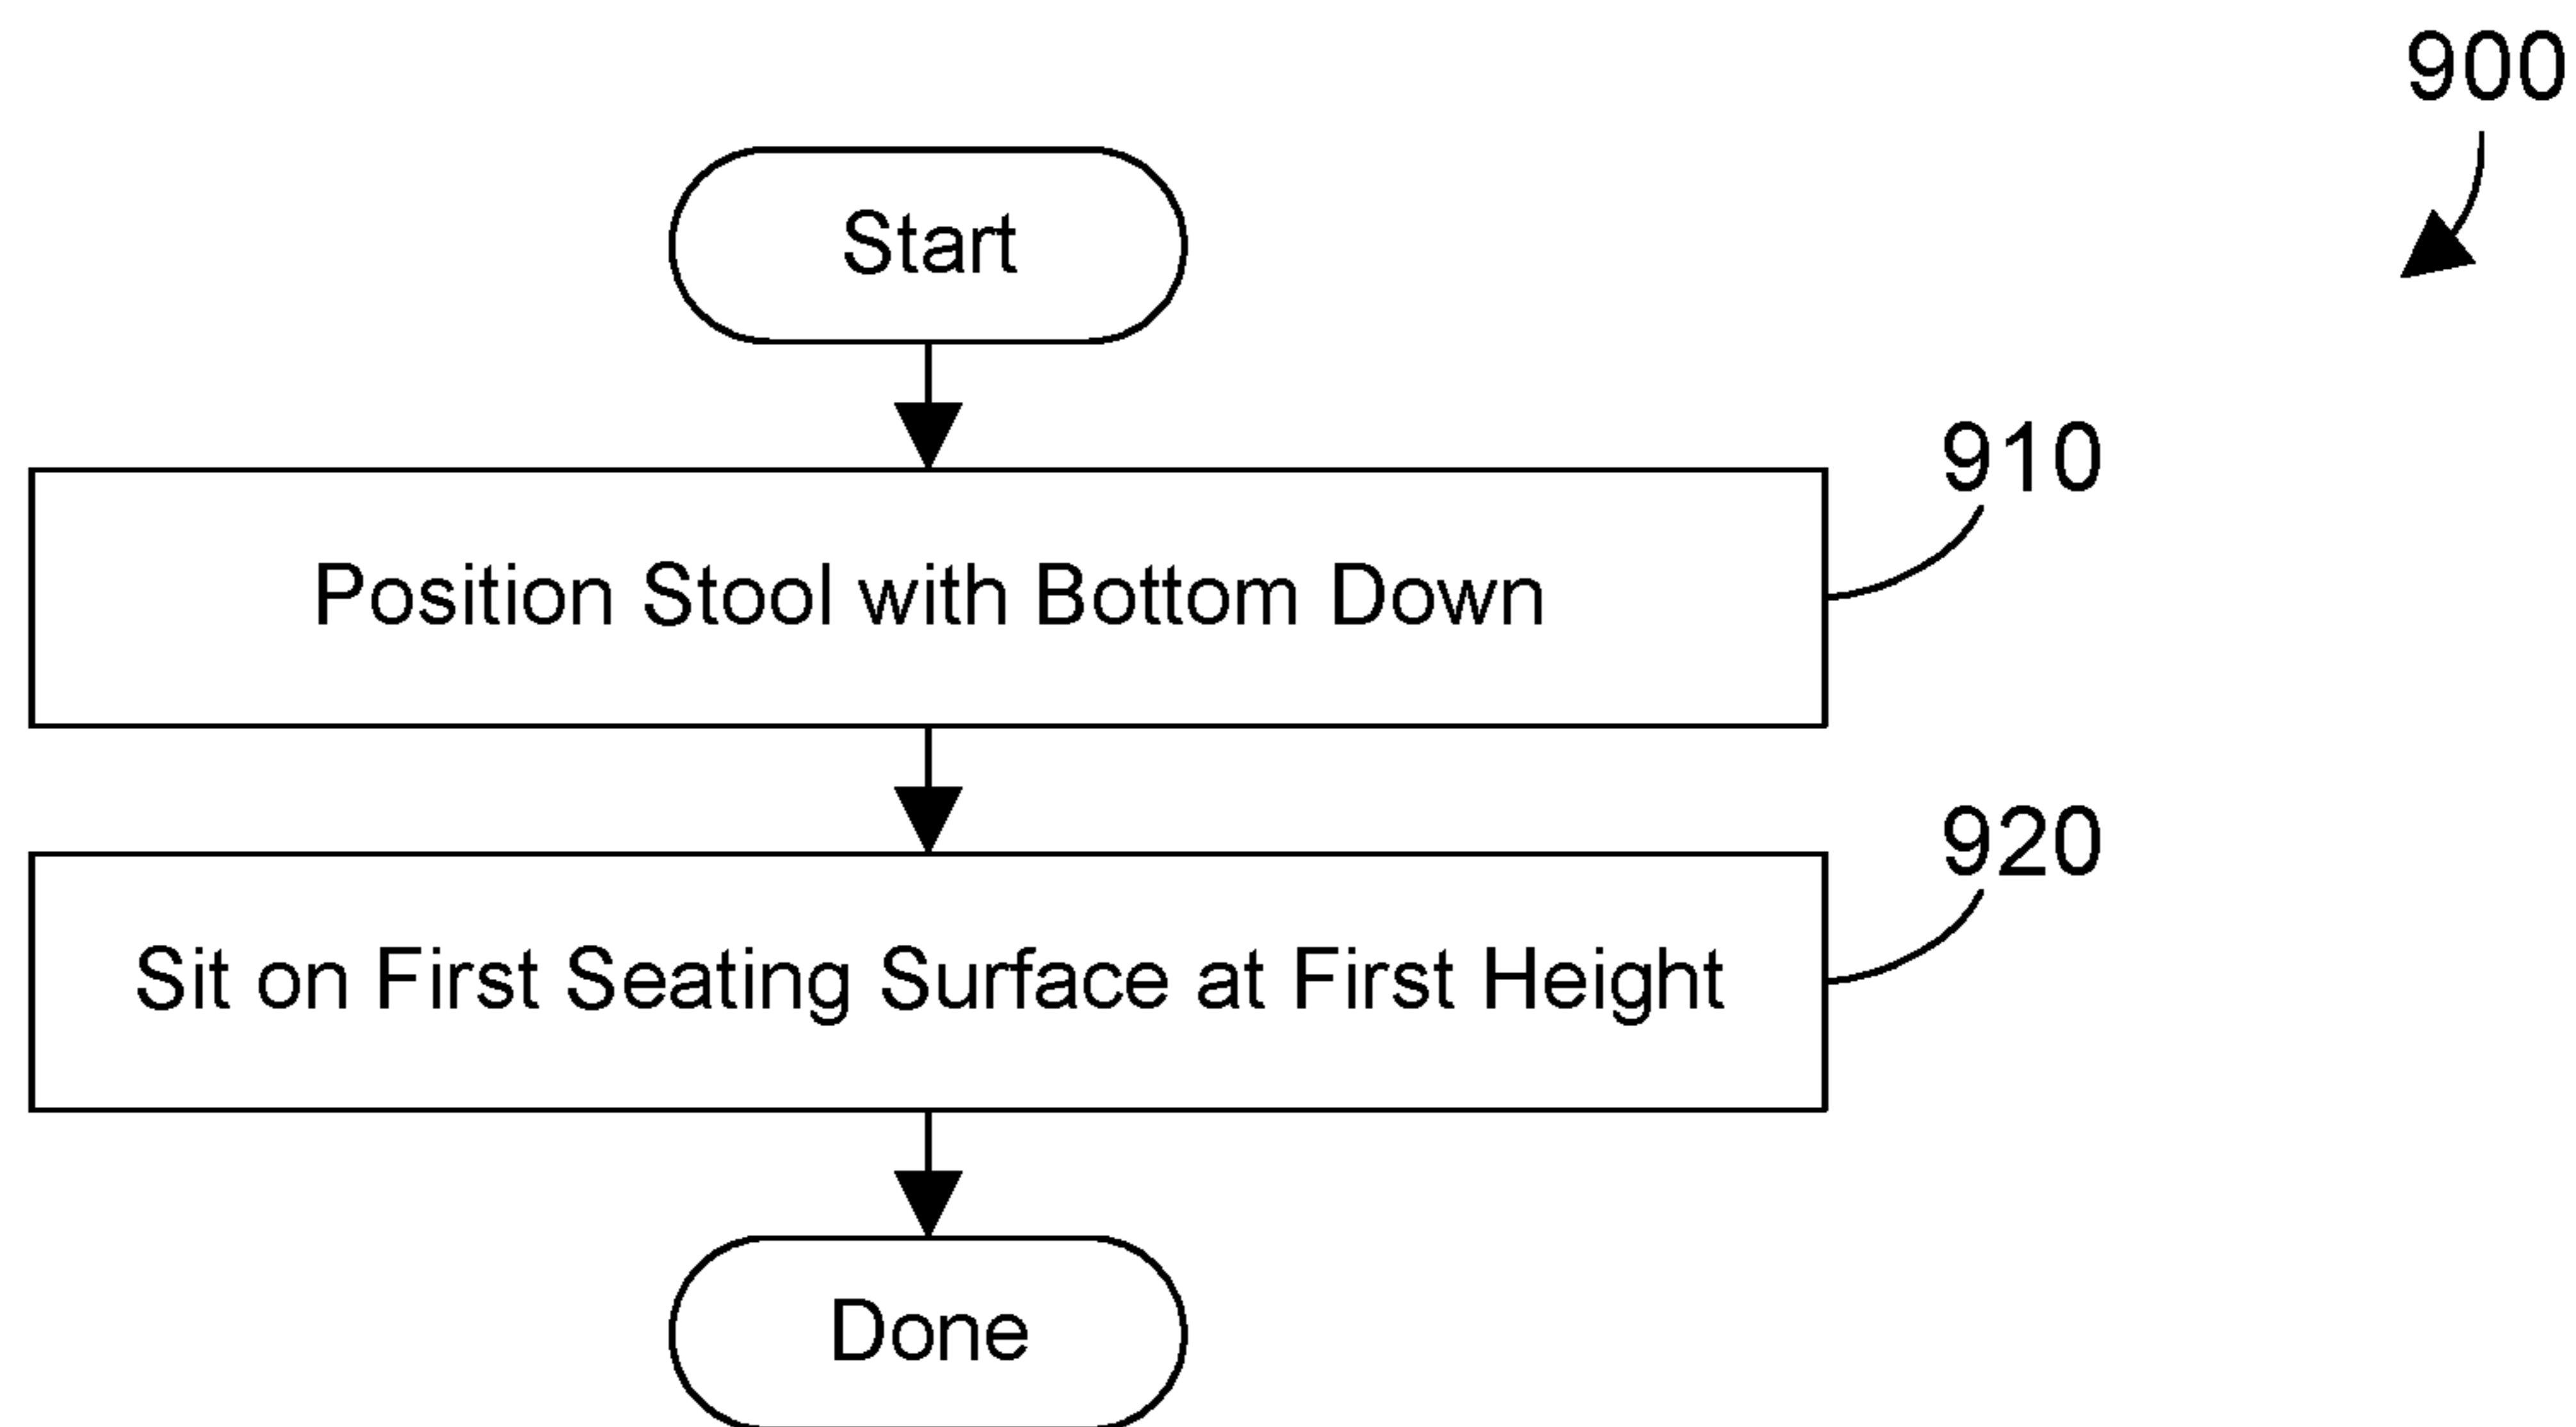 900
Start
910
Position Stool with Bottom Down
920
Sit on First Seating Surface at First Height
Done